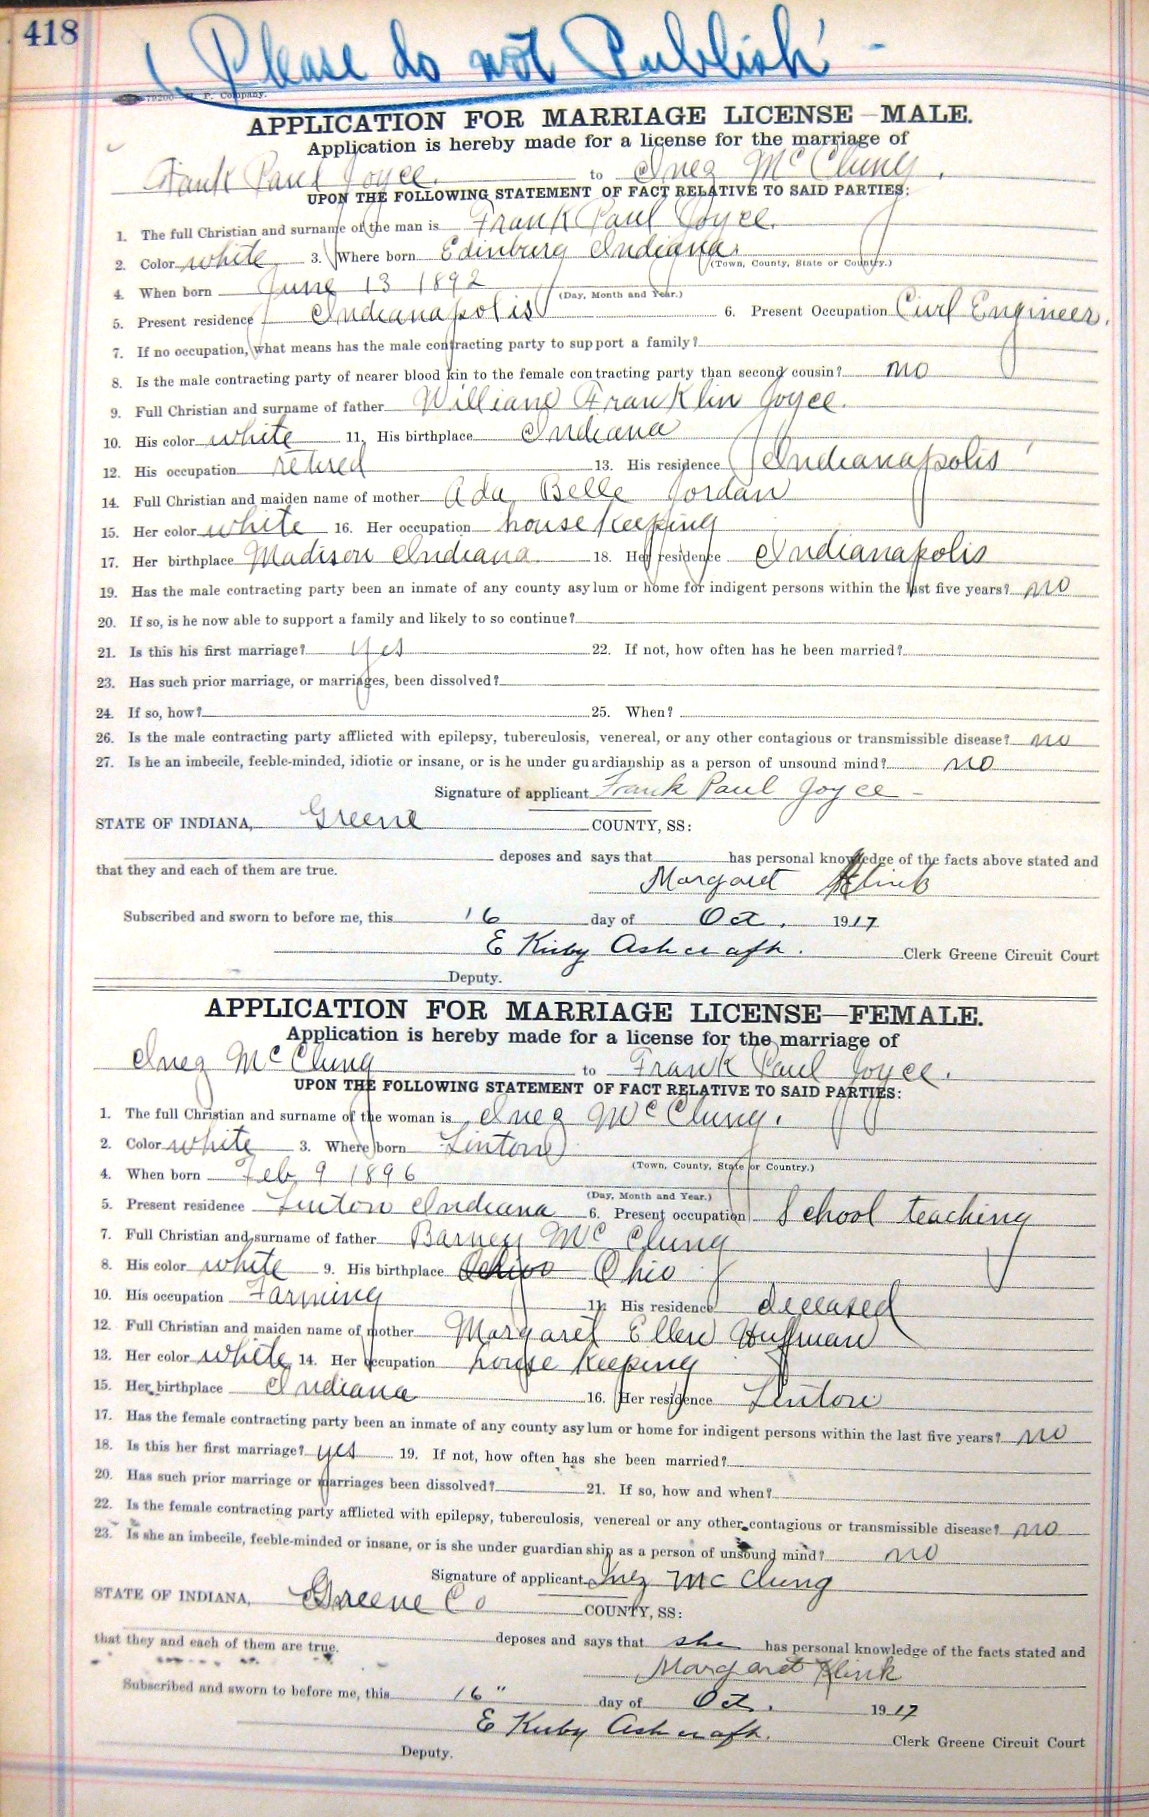 418
Please do not Publish
79200 H. P. Company.
APPLICATION FOR MARRIAGE LICENSE—MALE.
Application is hereby made for a license for the marriage of
Frank Paul Joyce. to Inez McClung.
UPON THE FOLLOWING STATEMENT OF FACT RELATIVE TO SAID PARTIES:
1. The full Christian and surname of the man is Frank Paul Joyce.
2. Color white 3. Where born Edinburg Indiana.
(Town, County, State or Country.)
4. When born June 13 1892
(Day, Month and Year.)
5. Present residence Indianapolis 6. Present Occupation Civil Engineer.
7. If no occupation, what means has the male contracting party to support a family?
8. Is the male contracting party of nearer blood kin to the female contracting party than second cousin? no
9. Full Christian and surname of father William Franklin Joyce.
10. His color white 11. His birthplace Indiana
12. His occupation retired 13. His residence Indianapolis
14. Full Christian and maiden name of mother Ada Belle Jordan
15. Her color white 16. Her occupation house keeping
17. Her birthplace Madison Indiana 18. Her residence Indianapolis
19. Has the male contracting party been an inmate of any county asylum or home for indigent persons within the last five years? no
20. If so, is he now able to support a family and likely to so continue?
21. Is this his first marriage? yes 22. If not, how often has he been married?
23. Has such prior marriage, or marriages, been dissolved?
24. If so, how? 25. When?
26. Is the male contracting party afflicted with epilepsy, tuberculosis, venereal, or any other contagious or transmissible disease? no
27. Is he an imbecile, feeble-minded, idiotic or insane, or is he under guardianship as a person of unsound mind? no
Signature of applicant Frank Paul Joyce
STATE OF INDIANA, Greene COUNTY, SS:
deposes and says that has personal knowledge of the facts above stated and
that they and each of them are true.
Margaret Klink
Subscribed and sworn to before me, this 16 day of Oct. 1917
E Kirby Ashcraft. Clerk Greene Circuit Court
Deputy.
APPLICATION FOR MARRIAGE LICENSE—FEMALE.
Application is hereby made for a license for the marriage of
Inez McClung to Frank Paul Joyce.
UPON THE FOLLOWING STATEMENT OF FACT RELATIVE TO SAID PARTIES:
1. The full Christian and surname of the woman is Inez McClung.
2. Color white 3. Where born Linton
(Town, County, State or Country.)
4. When born Feb 9 1896
(Day, Month and Year.)
5. Present residence Linton Indiana 6. Present occupation School teaching
7. Full Christian and surname of father Barney McClung
8. His color white 9. His birthplace Ohio
10. His occupation Farming 11. His residence deceased
12. Full Christian and maiden name of mother Margaret Ellen Huffman
13. Her color white 14. Her occupation house keeping
15. Her birthplace Indiana 16. Her residence Linton
17. Has the female contracting party been an inmate of any county asylum or home for indigent persons within the last five years? no
18. Is this her first marriage? yes 19. If not, how often has she been married?
20. Has such prior marriage or marriages been dissolved? 21. If so, how and when?
22. Is the female contracting party afflicted with epilepsy, tuberculosis, venereal or any other contagious or transmissible disease? no
23. Is she an imbecile, feeble-minded or insane, or is she under guardianship as a person of unsound mind? no
Signature of applicant Inez McClung
STATE OF INDIANA, Greene Co COUNTY, SS:
deposes and says that she has personal knowledge of the facts stated and
that they and each of them are true.
Margaret Klink
Subscribed and sworn to before me, this 16" day of Oct. 1917
E Kirby Ashcraft. Clerk Greene Circuit Court
Deputy.